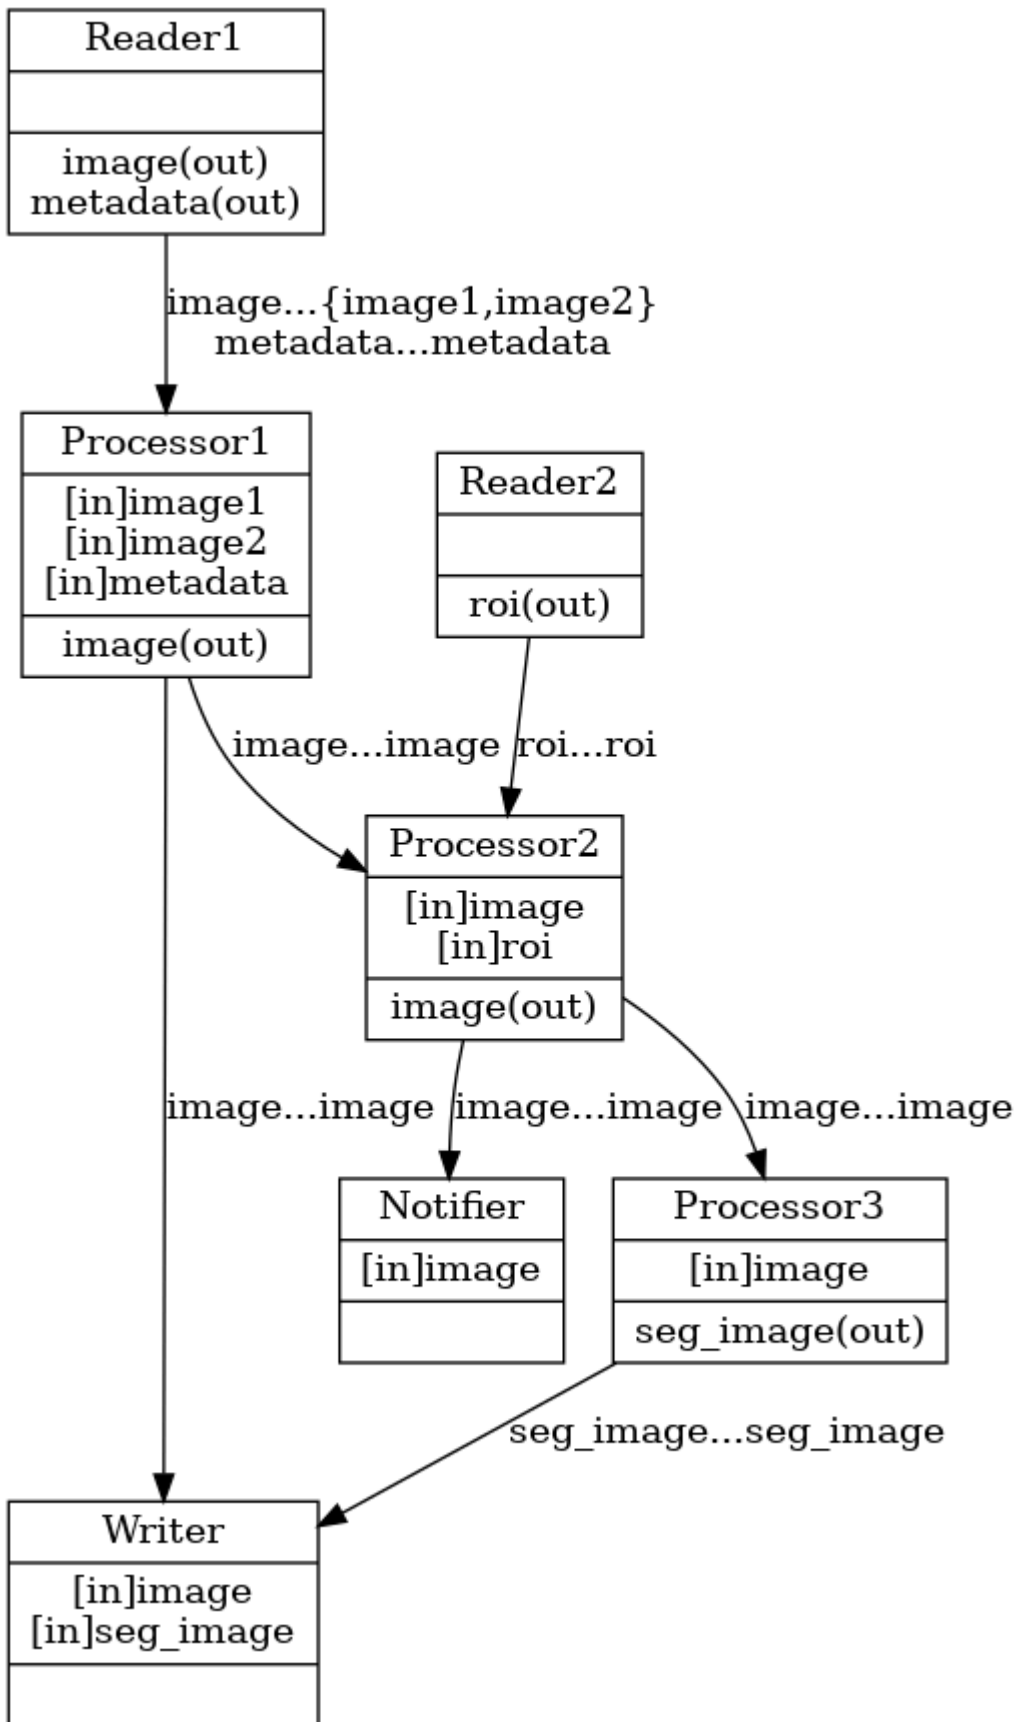 Reader1
image(out)
metadata(out)
image...{image1,image2}
metadata...metadata
Processor1
[in]image1
[in]image2
[in]metadata
image(out)
Reader2
roi(out)
image...image
roi...roi
Processor2
[in]image
[in]roi
image(out)
image...image
image...image
image...image
Notifier
[in]image
Processor3
[in]image
seg_image(out)
seg_image...seg_image
Writer
[in]image
[in]seg_image